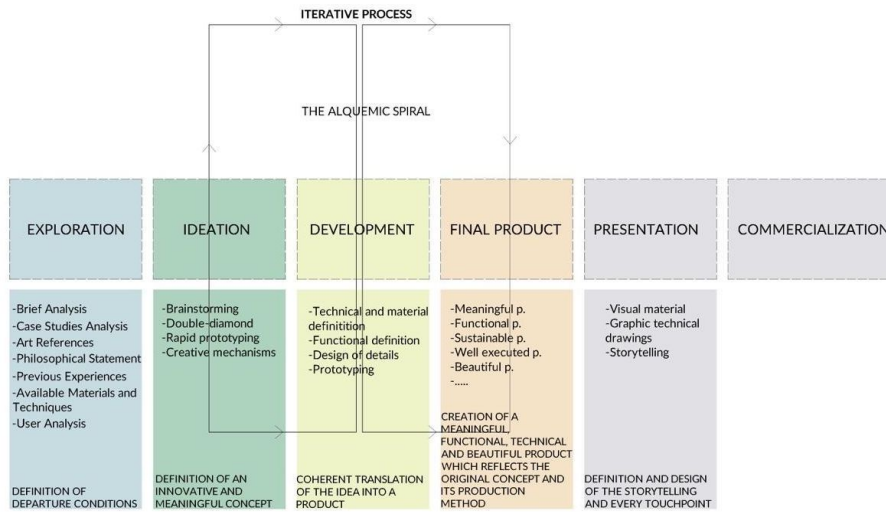 ITERATIVE PROCESS
THE ALQUEMIC SPIRAL
EXPLORATION
IDEATION
DEVELOPMENT
FINAL PRODUCT
PRESENTATION
COMMERCIALIZATION
-Brief Analysis
-Case Studies Analysis
-Art References
-Philosophical Statement
-Previous Experiences
-Available Materials and
Techniques
-User Analysis
DEFINITION OF
DEPARTURE CONDITIONS
-Brainstorming
-Double-diamond
-Rapid prototyping
-Creative mechanisms
DEFINITION OF AN
INNOVATIVE AND
MEANINGFUL CONCEPT
-Technical and material
definitition
-Functional definition
-Design of details
-Prototyping
COHERENT TRANSLATION
OF THE IDEA INTO A
PRODUCT
-Meaningful p.
-Functional p.
-Sustainable p.
-Well executed p.
-Beautiful p.
-.....
CREATION OF A
MEANINGFUL,
FUNCTIONAL, TECHNICAL
AND BEAUTIFUL PRODUCT
WHICH REFLECTS THE
ORIGINAL CONCEPT AND
ITS PRODUCTION
METHOD
-Visual material
-Graphic technical
drawings
-Storytelling
DEFINITION AND DESIGN
OF THE STORYTELLING
AND EVERY TOUCHPOINT